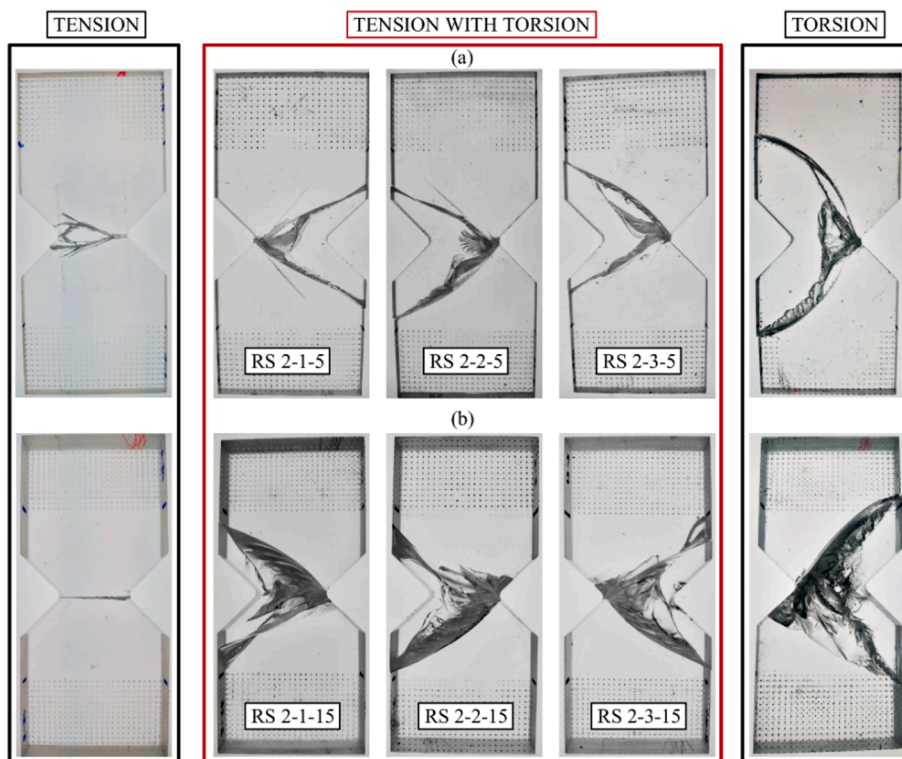 TENSION
TENSION WITH TORSION
TORSION
(a)
RS 2-1-5
RS 2-2-5
RS 2-3-5
(b)
RS 2-1-15
RS 2-2-15
RS 2-3-15